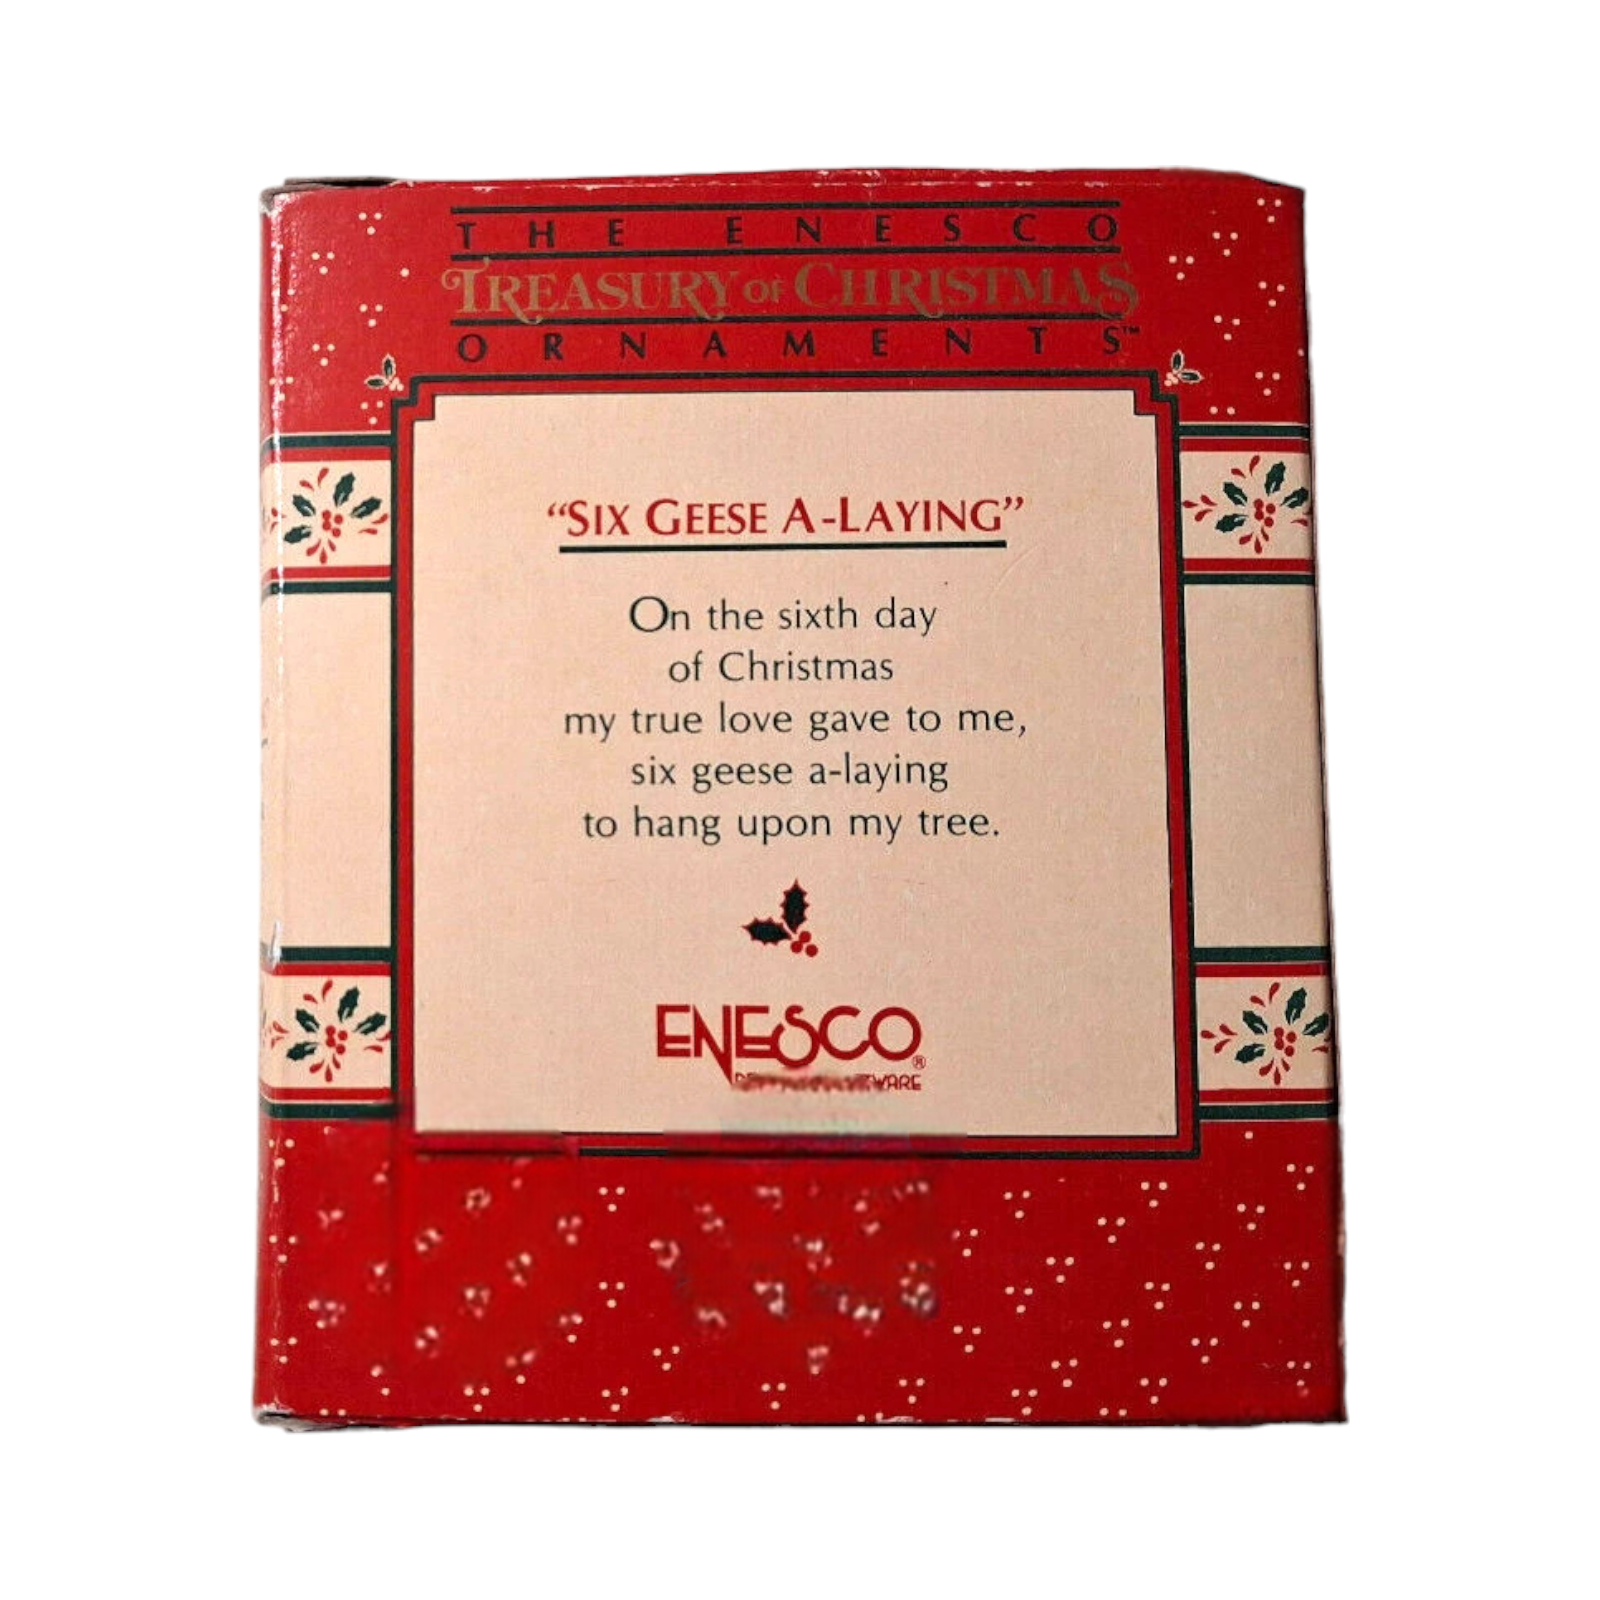 THE ENESCO
TREASURY OF CHRISTMAS
ORNAMENTS™
“SIX GEESE A-LAYING”
On the sixth day
of Christmas
my true love gave to me,
six geese a-laying
to hang upon my tree.
ENESCO®